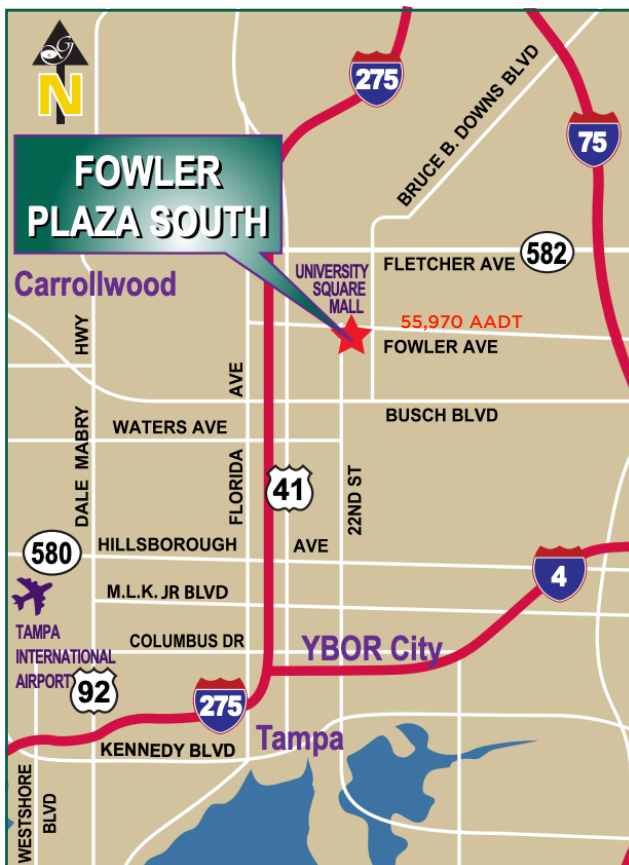 N
275
75
BRUCE B. DOWNS BLVD
FOWLER
PLAZA SOUTH
582
FLETCHER AVE
UNIVERSITY
SQUARE
MALL
Carrollwood
55,970 AADT
FOWLER AVE
DALE MABRY HWY
FLORIDA AVE
BUSCH BLVD
WATERS AVE
41
22ND ST
580
HILLSBOROUGH AVE
4
M.L.K. JR BLVD
TAMPA
INTERNATIONAL
AIRPORT
COLUMBUS DR
YBOR City
92
275
Tampa
KENNEDY BLVD
WESTSHORE
BLVD